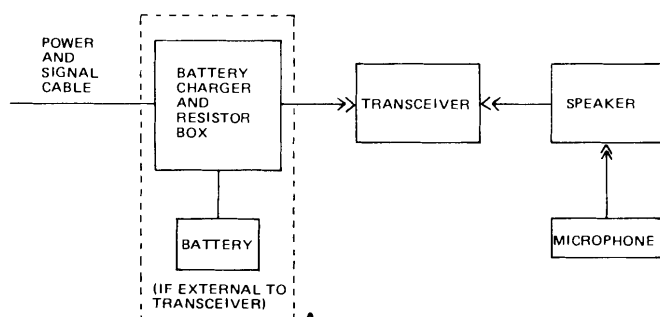 POWER
AND
SIGNAL
CABLE
BATTERY
CHARGER
AND
RESISTOR
BOX
TRANSCEIVER
SPEAKER
BATTERY
MICROPHONE
(IF EXTERNAL TO
TRANSCEIVER)